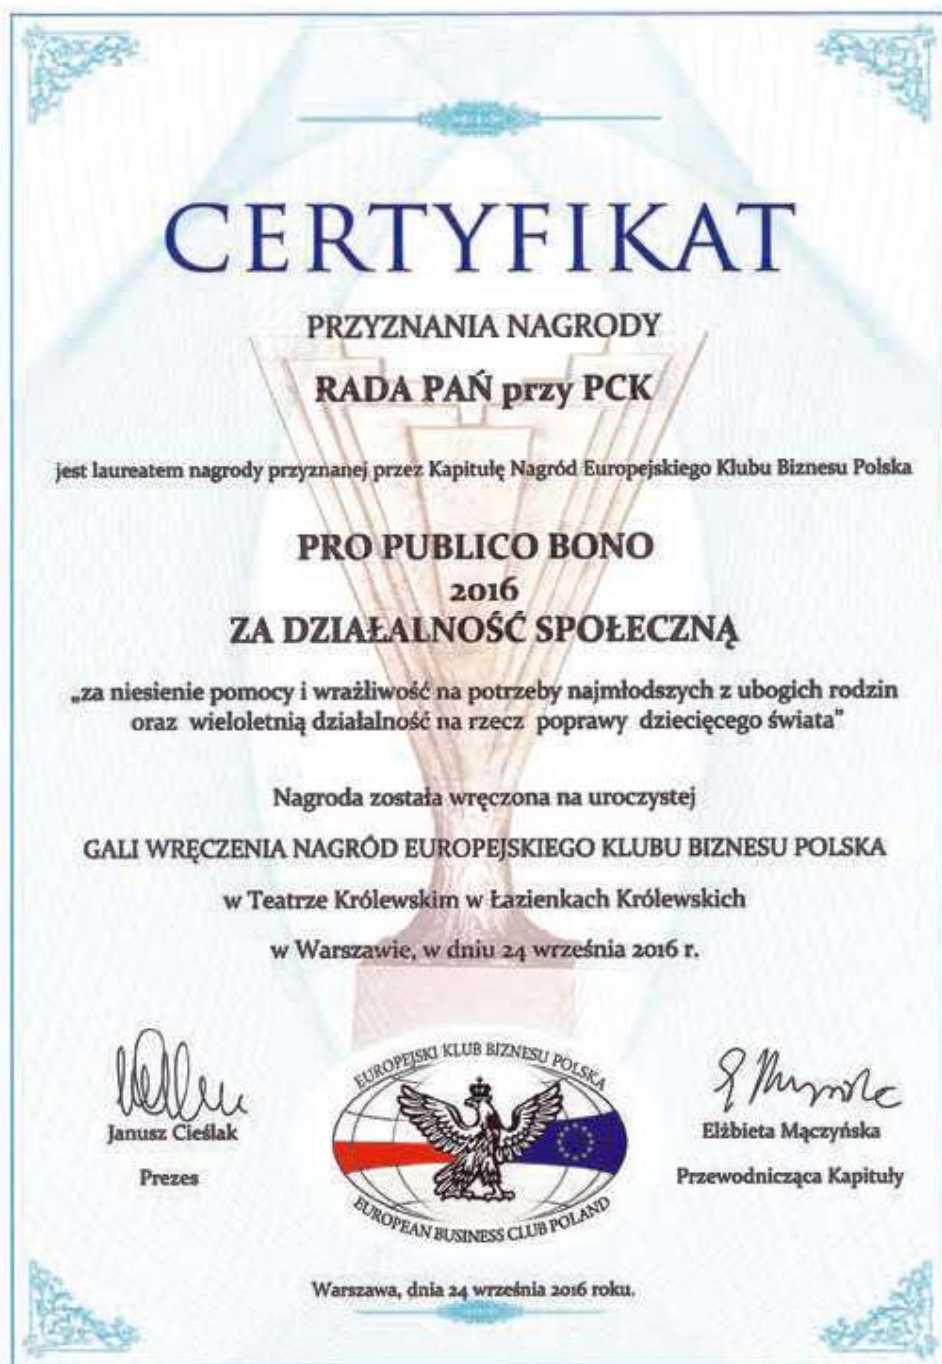 CERTYFIKAT
PRZYZNANIA NAGRODY
RADA PAŃ przy PCK
jest laureatem nagrody przyznanej przez Kapitułę Nagród Europejskiego Klubu Biznesu Polska
PRO PUBLICO BONO
2016
ZA DZIAŁALNOŚĆ SPOŁECZNĄ
„za niesienie pomocy i wrażliwość na potrzeby najmłodszych z ubogich rodzin
oraz wieloletnią działalność na rzecz poprawy dziecięcego świata”
Nagroda została wręczona na uroczystej
GALI WRĘCZENIA NAGRÓD EUROPEJSKIEGO KLUBU BIZNESU POLSKA
w Teatrze Królewskim w Łazienkach Królewskich
w Warszawie, w dniu 24 września 2016 r.
EUROPEJSKI KLUB BIZNESU POLSKA
Janusz Cieślak
Prezes
Elżbieta Mączyńska
Przewodnicząca Kapituły
EUROPEAN BUSINESS CLUB POLAND
Warszawa, dnia 24 września 2016 roku.